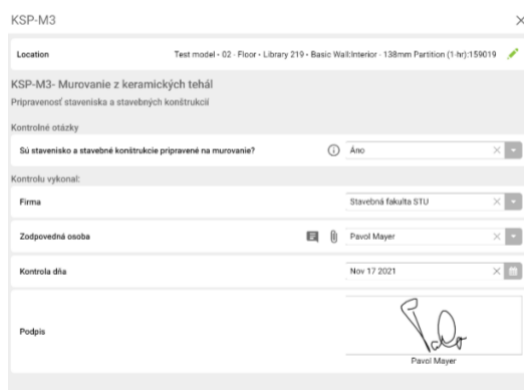 KSP-M3
Location
Test model - 02 - Floor - Library 219 - Basic Wall:Interior - 138mm Partition (1-hr):159019
KSP-M3- Murovanie z keramických tehál
Pripravenosť staveniska a stavebných konštrukcií
Kontrolné otázky
Sú stavenisko a stavebné konštrukcie pripravené na murovanie?
Áno
Kontrolu vykonal:
Firma
Stavebná fakulta STU
Zodpovedná osoba
Pavol Mayer
Kontrola dňa
Nov 17 2021
Podpis
Pavol Mayer